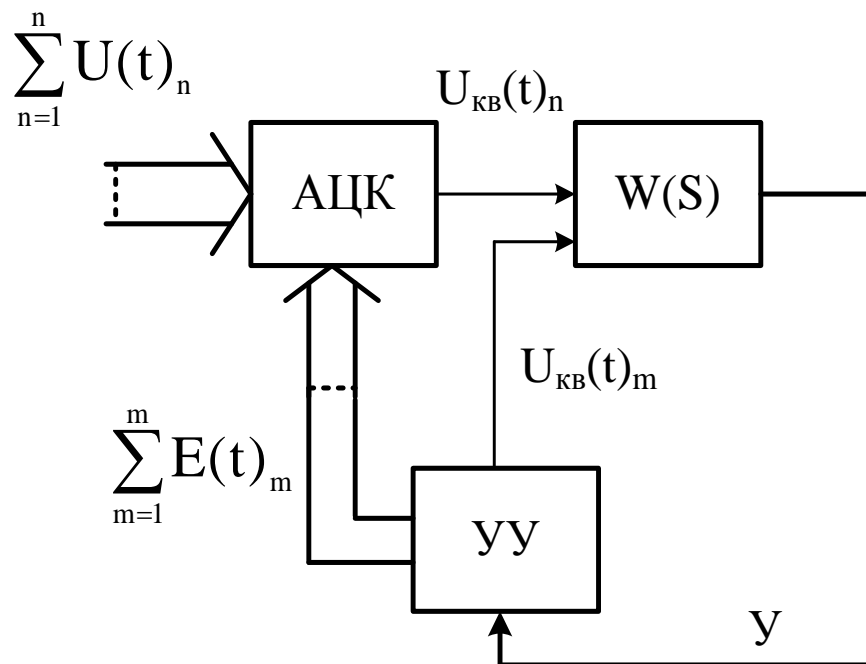 n
∑ U(t)n
n=1
Uкв(t)n
АЦК
W(S)
Uкв(t)m
m
∑ E(t)m
m=1
УУ
У